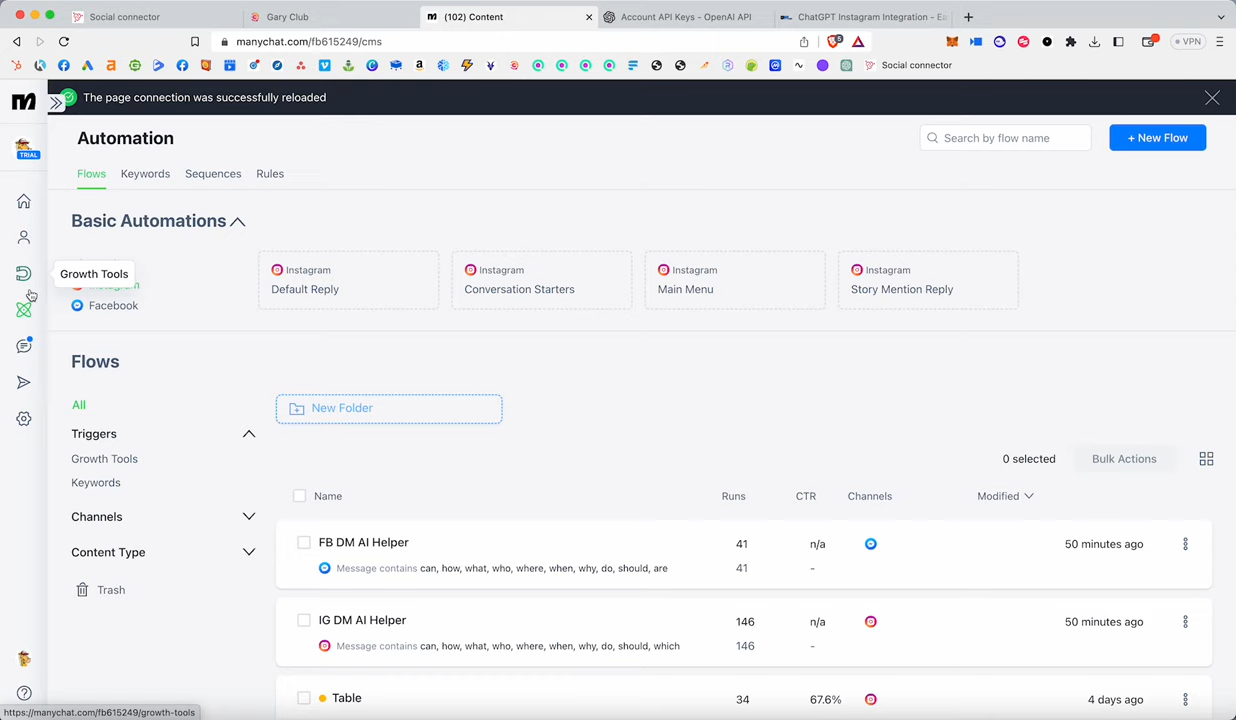 Social connector
Gary Club
(102) Content
Account API Keys - OpenAI API
ChatGPT Instagram Integration - Ea
manychat.com/fb615249/cms
VPN
Social connector
The page connection was successfully reloaded
TRIAL
Automation
Search by flow name
+ New Flow
Flows
Keywords
Sequences
Rules
Basic Automations
Growth Tools
Instagram
Facebook
Instagram
Default Reply
Instagram
Conversation Starters
Instagram
Main Menu
Instagram
Story Mention Reply
Flows
All
New Folder
Triggers
Growth Tools
Keywords
Channels
Content Type
Trash
0 selected
Bulk Actions
Name
Runs
CTR
Channels
Modified
FB DM AI Helper
41
n/a
50 minutes ago
Message contains can, how, what, who, where, when, why, do, should, are
41
-
IG DM AI Helper
146
n/a
50 minutes ago
Message contains can, how, what, who, where, when, why, do, should, which
146
-
Table
34
67.6%
4 days ago
https://manychat.com/fb615249/growth-tools